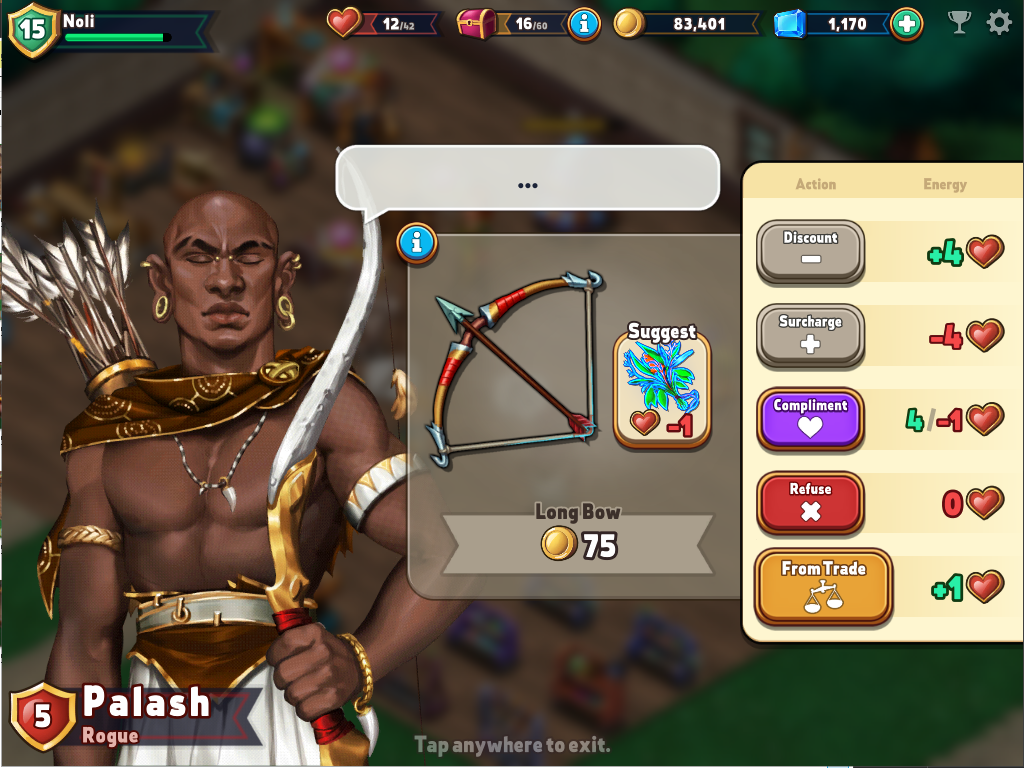 15
Noli
12/42
16/60
83,401
1,170
...
Action Energy
Discount
+4
Surcharge
-4
Compliment
4/-1
Refuse
0
From Trade
+1
Suggest
-1
Long Bow
75
5
Palash
Rogue
Tap anywhere to exit.